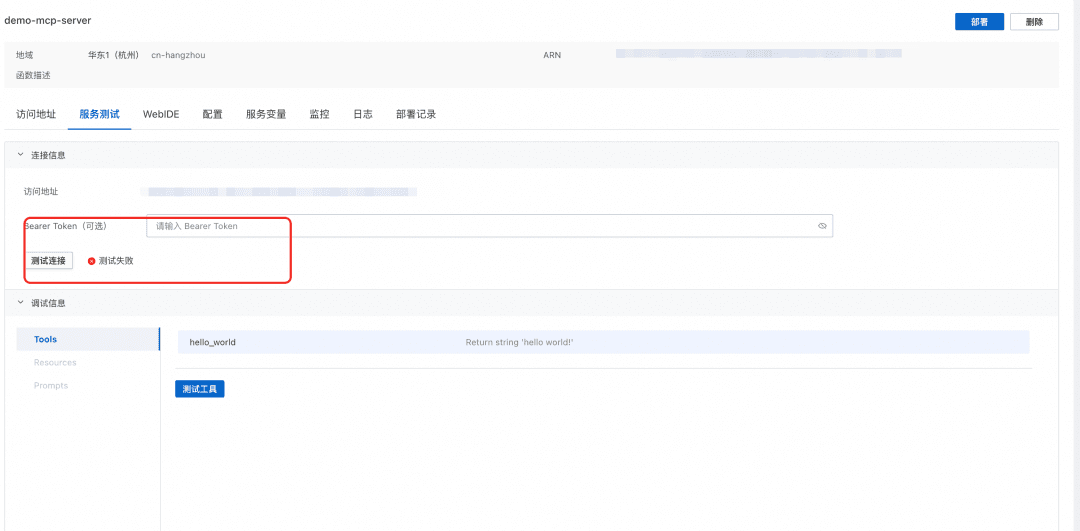 demo-mcp-server
部署 删除
地域 华东1（杭州） cn-hangzhou ARN
函数描述
访问地址 服务测试 WebIDE 配置 服务变量 监控 日志 部署记录
连接信息
访问地址
Bearer Token（可选） 请输入 Bearer Token
测试连接 测试失败
调试信息
Tools hello_world Return string 'hello world!'
Resources
Prompts
测试工具